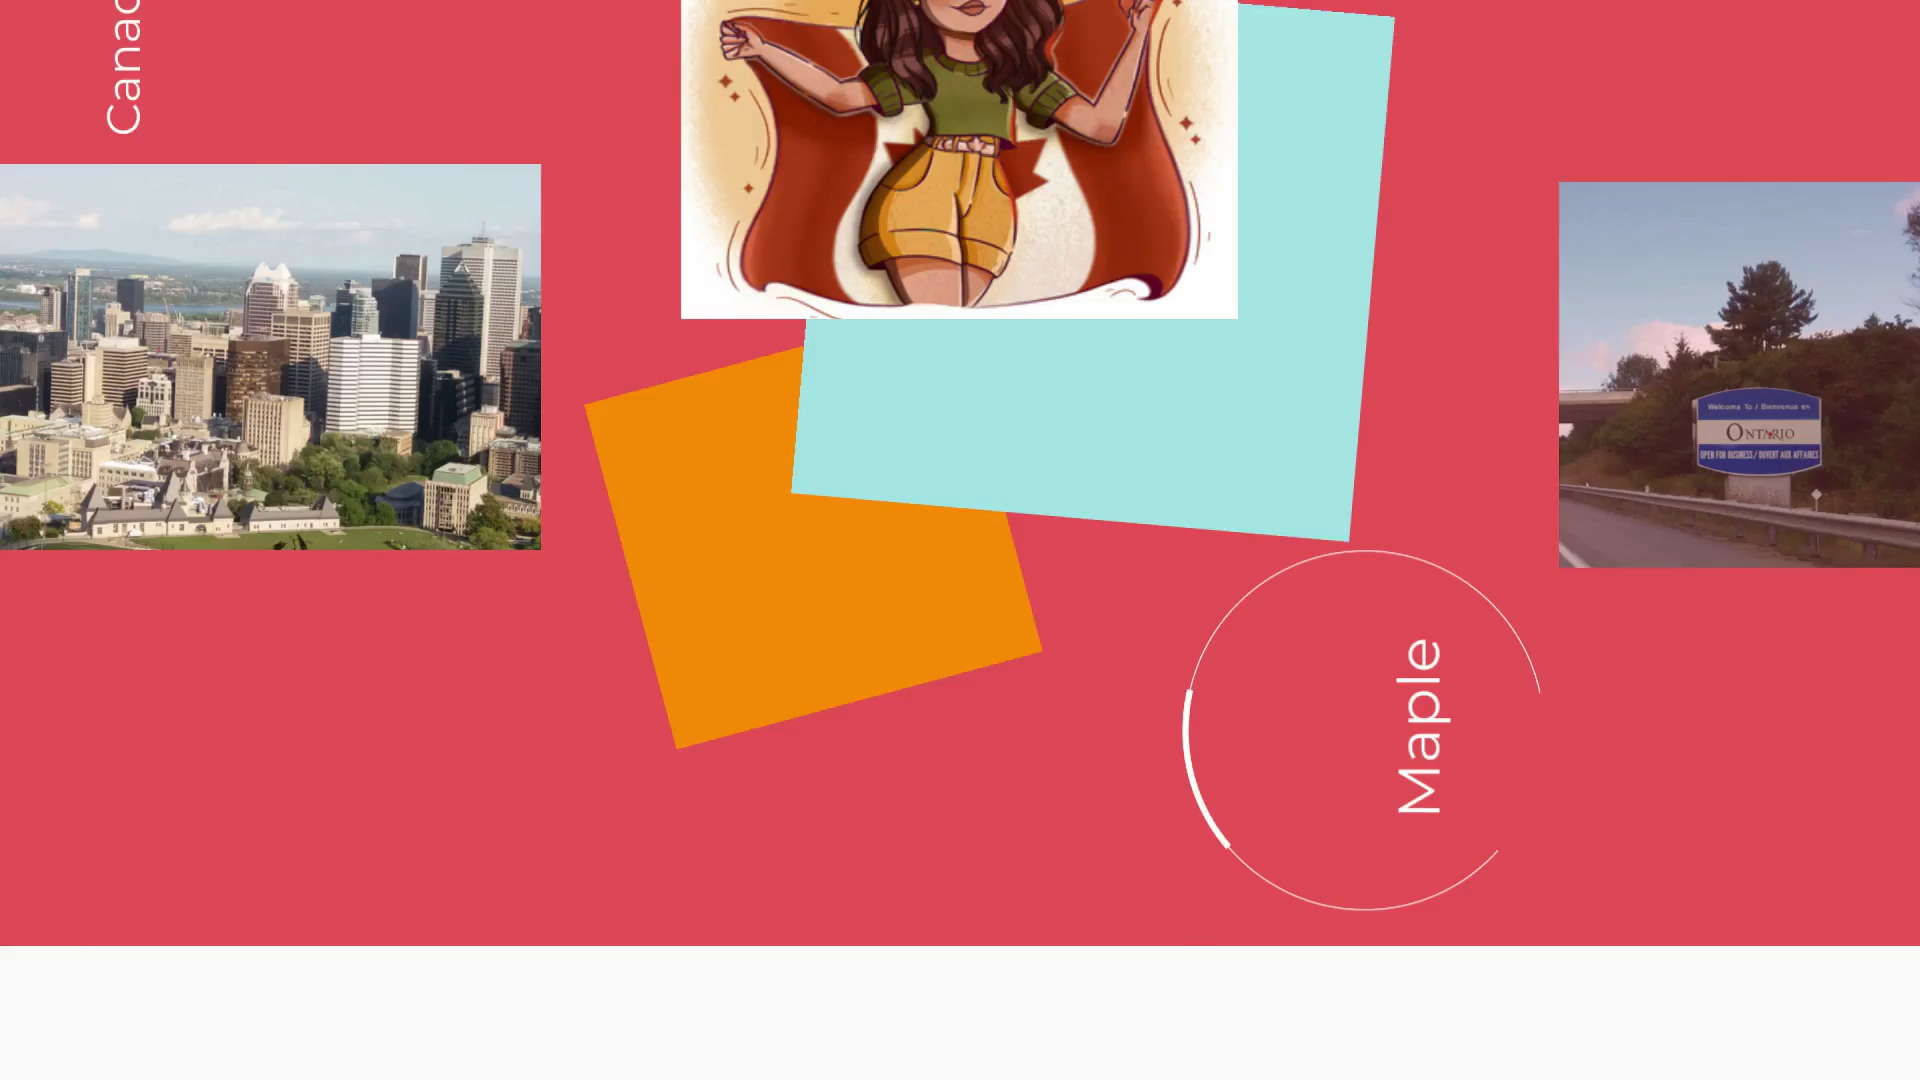 Canad
Welcome To / Bienvenue en
ONTARIO
OPEN FOR BUSINESS / OUVERT AUX AFFAIRES
Maple